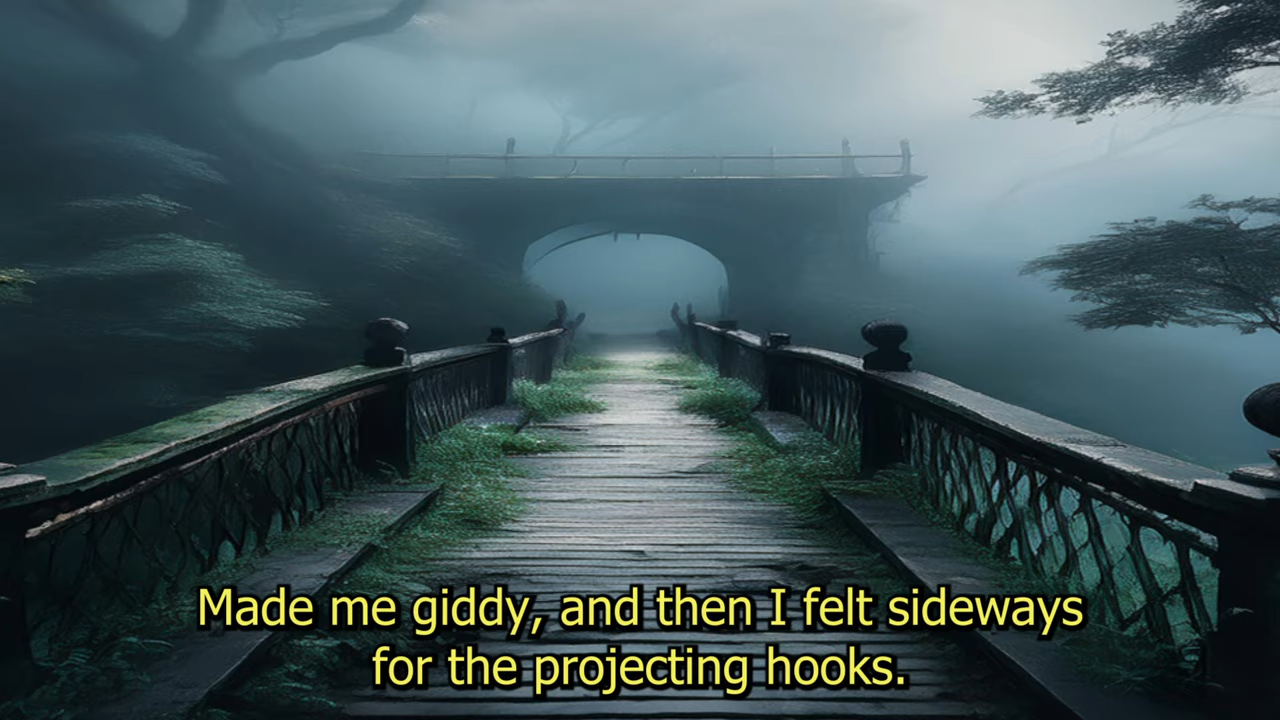 Made me giddy, and then I felt sideways
for the projecting hooks.